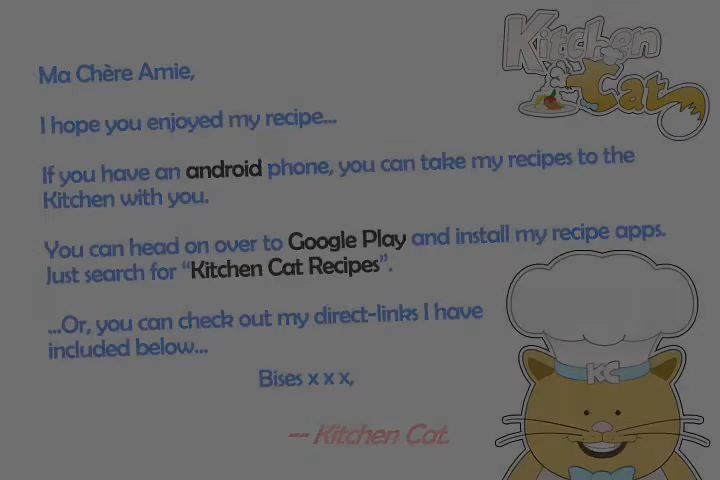 Kitchen
Cat
Ma Chère Amie,
I hope you enjoyed my recipe...
If you have an android phone, you can take my recipes to the
Kitchen with you.
You can head on over to Google Play and install my recipe apps.
Just search for “Kitchen Cat Recipes”.
...Or, you can check out my direct-links I have
included below...
Bises x x x,
-- Kitchen Cat.
KC